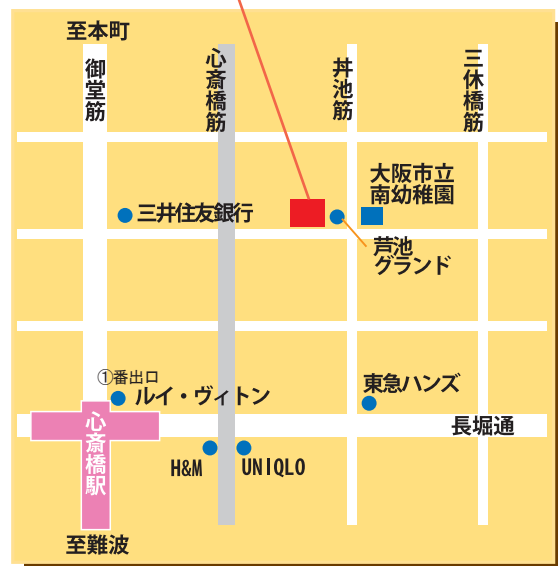 至本町
御堂筋
心斎橋筋
丼池筋
三休橋筋
大阪市立
南幼稚園
三井住友銀行
芦池
グランド
①番出口
ルイ・ヴィトン
東急ハンズ
心斎橋駅
長堀通
H&M
UNIQLO
至難波